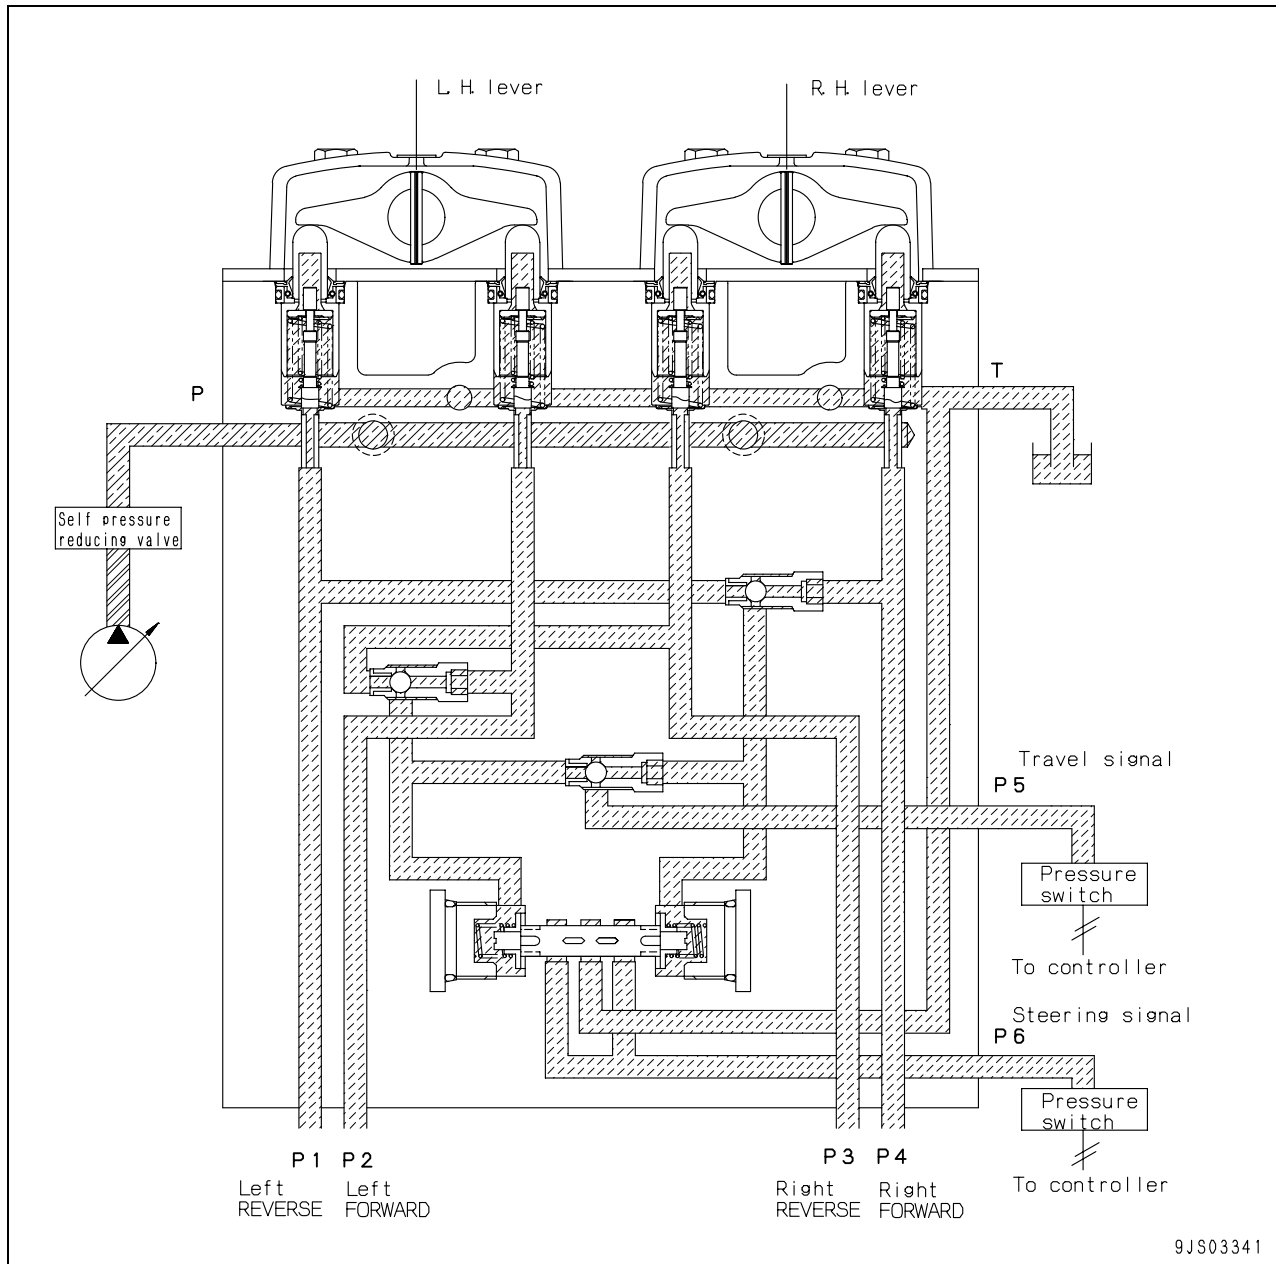 L.H. lever
R.H. lever
P
T
Self pressure
reducing valve
Travel signal
P5
Pressure
switch
To controller
Steering signal
P6
Pressure
switch
To controller
P1
P2
P3
P4
Left
REVERSE
Left
FORWARD
Right
REVERSE
Right
FORWARD
9JS03341